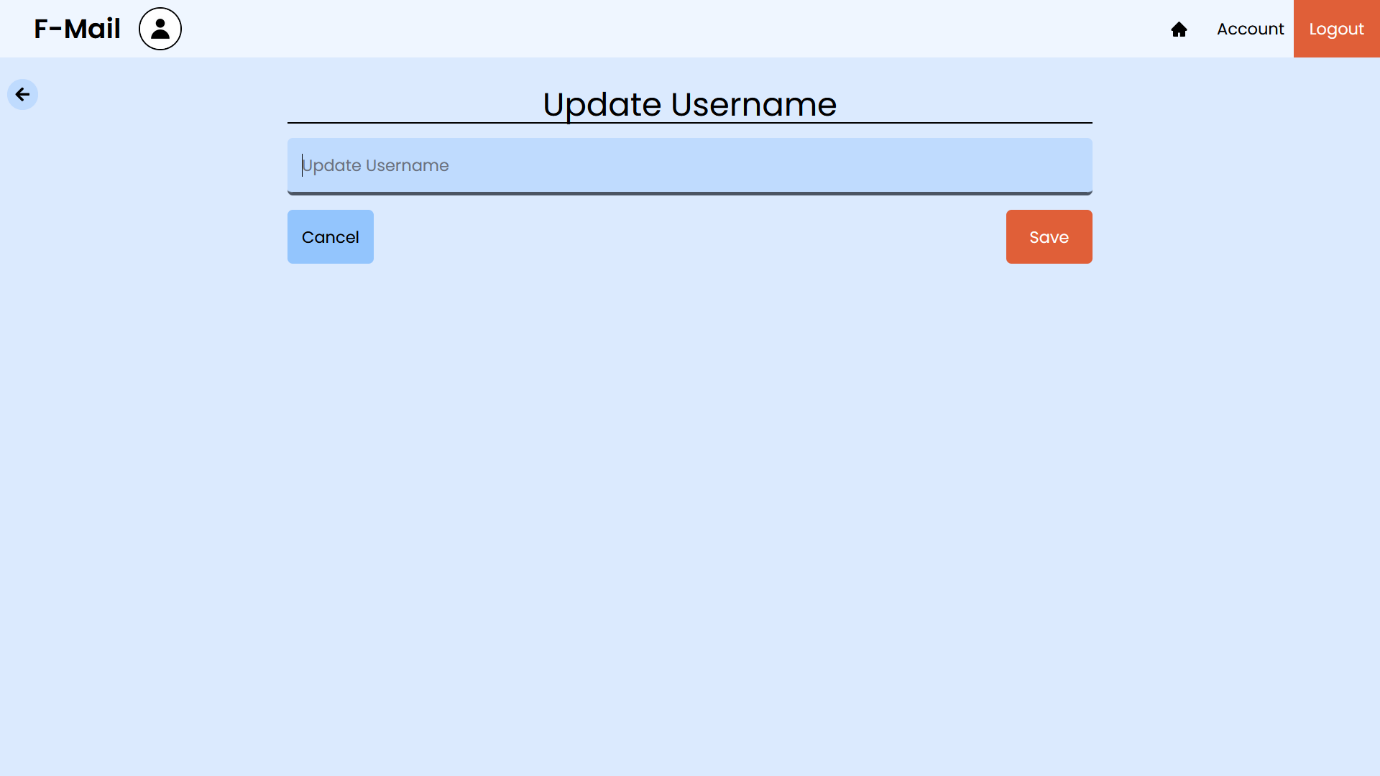 F-Mail
Account
Logout
Update Username
Update Username
Cancel
Save